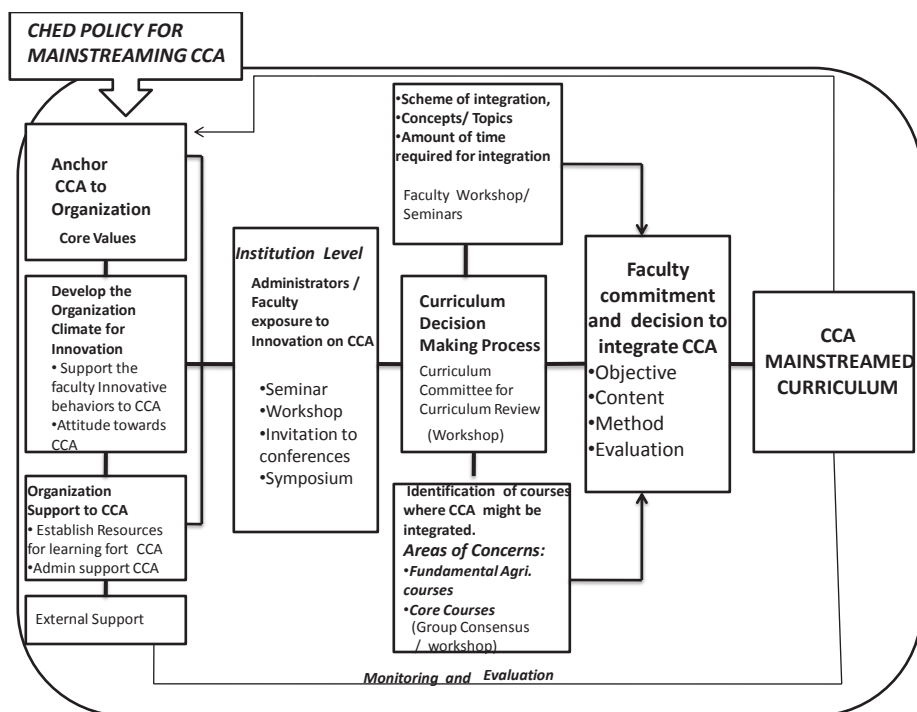 CHED POLICY FOR
MAINSTREAMING CCA
Anchor
CCA to
Organization
Core Values
Develop the
Organization
Climate for
Innovation
• Support the
faculty Innovative
behaviors to CCA
•Attitude towards
CCA
Organization
Support to CCA
• Establish Resources
for learning fort CCA
•Admin support CCA
External Support
Institution Level
Administrators /
Faculty
exposure to
Innovation on CCA
•Seminar
•Workshop
•Invitation to
conferences
•Symposium
•Scheme of integration,
•Concepts/ Topics
•Amount of time
required for integration
Faculty Workshop/
Seminars
Curriculum
Decision
Making Process
Curriculum
Committee for
Curriculum Review
(Workshop)
Identification of courses
where CCA might be
integrated.
Areas of Concerns:
•Fundamental Agri.
courses
•Core Courses
(Group Consensus
/ workshop)
Faculty
commitment
and decision to
integrate CCA
•Objective
•Content
•Method
•Evaluation
CCA
MAINSTREAMED
CURRICULUM
Monitoring and Evaluation